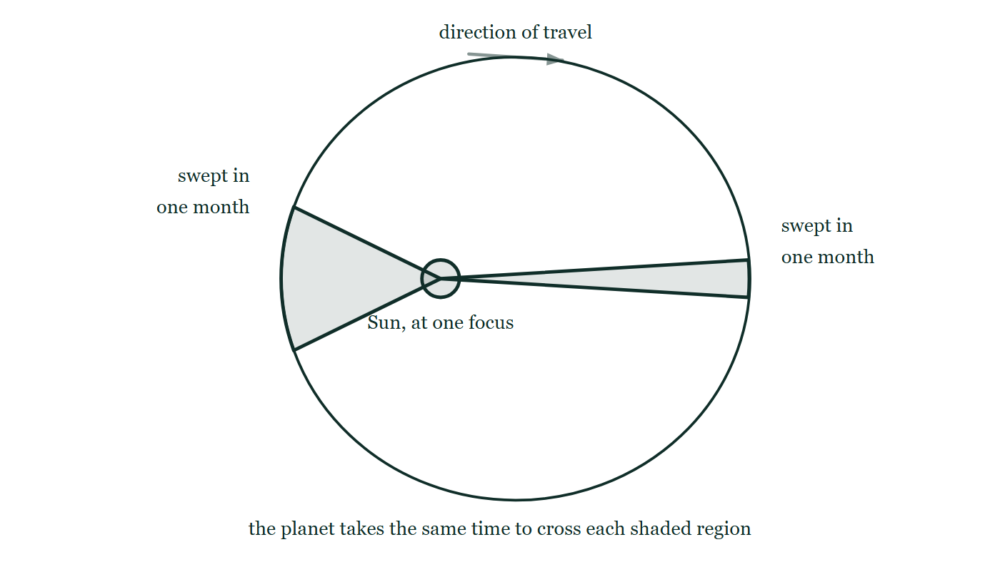 direction of travel
swept in
one month
swept in
one month
Sun, at one focus
the planet takes the same time to cross each shaded region